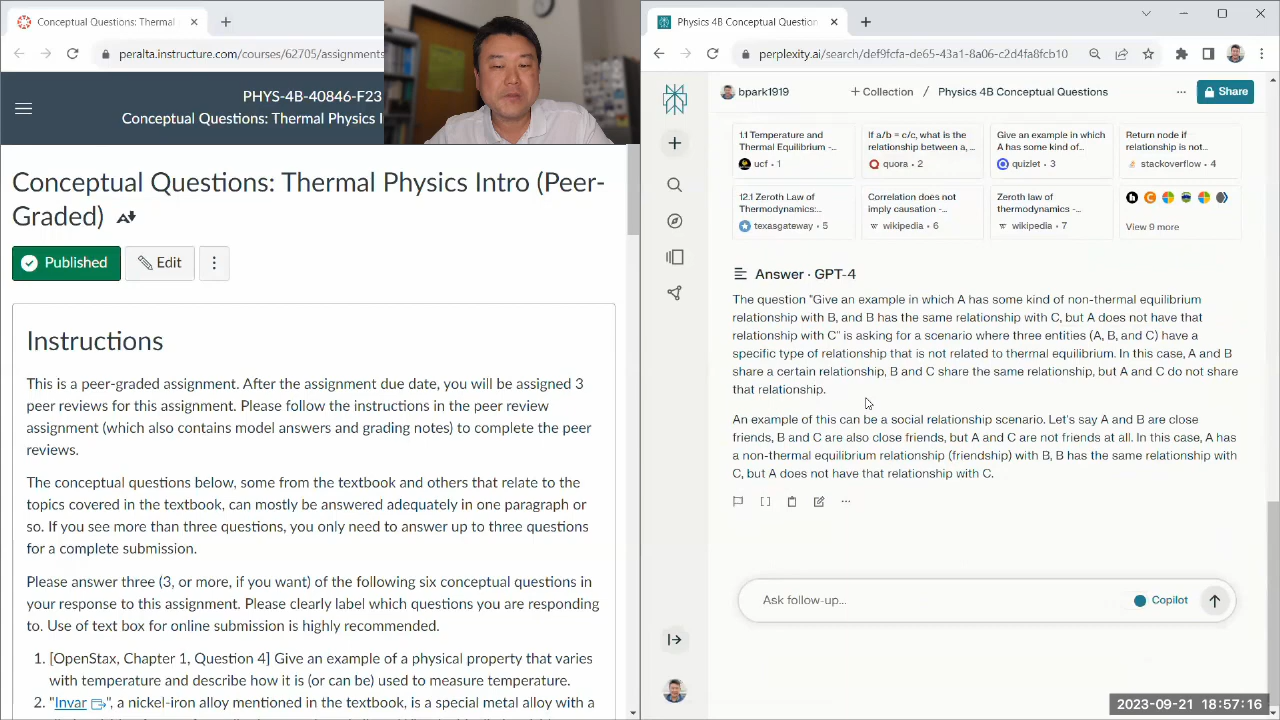 Conceptual Questions: Thermal
peralta.instructure.com/courses/62705/assignments
PHYS-4B-40846-F23
Conceptual Questions: Thermal Physics I
Conceptual Questions: Thermal Physics Intro (Peer-
Graded)
Published
Edit
Instructions
This is a peer-graded assignment. After the assignment due date, you will be assigned 3
peer reviews for this assignment. Please follow the instructions in the peer review
assignment (which also contains model answers and grading notes) to complete the peer
reviews.
The conceptual questions below, some from the textbook and others that relate to the
topics covered in the textbook, can mostly be answered adequately in one paragraph or
so. If you see more than three questions, you only need to answer up to three questions
for a complete submission.
Please answer three (3, or more, if you want) of the following six conceptual questions in
your response to this assignment. Please clearly label which questions you are responding
to. Use of text box for online submission is highly recommended.
1. [OpenStax, Chapter 1, Question 4] Give an example of a physical property that varies
with temperature and describe how it is (or can be) used to measure temperature.
2. "Invar", a nickel-iron alloy mentioned in the textbook, is a special metal alloy with a
Physics 4B Conceptual Question
bpark1919
Collection / Physics 4B Conceptual Questions
Share
1.1 Temperature and
Thermal Equilibrium -...
ucf · 1
If a/b = c/c, what is the
relationship between a, ...
quora · 2
Give an example in which
A has some kind of...
quizlet · 3
Return node if
relationship is not...
stackoverflow · 4
12.1 Zeroth Law of
Thermodynamics:...
texasgateway · 5
Correlation does not
imply causation -...
wikipedia · 6
Zeroth law of
thermodynamics -...
wikipedia · 7
View 9 more
Answer · GPT-4
The question "Give an example in which A has some kind of non-thermal equilibrium
relationship with B, and B has the same relationship with C, but A does not have that
relationship with C" is asking for a scenario where three entities (A, B, and C) have a
specific type of relationship that is not related to thermal equilibrium. In this case, A and B
share a certain relationship, B and C share the same relationship, but A and C do not share
that relationship.
An example of this can be a social relationship scenario. Let's say A and B are close
friends, B and C are also close friends, but A and C are not friends at all. In this case, A has
a non-thermal equilibrium relationship (friendship) with B, B has the same relationship with
C, but A does not have that relationship with C.
Ask follow-up...
Copilot
2023-09-21 18:57:16